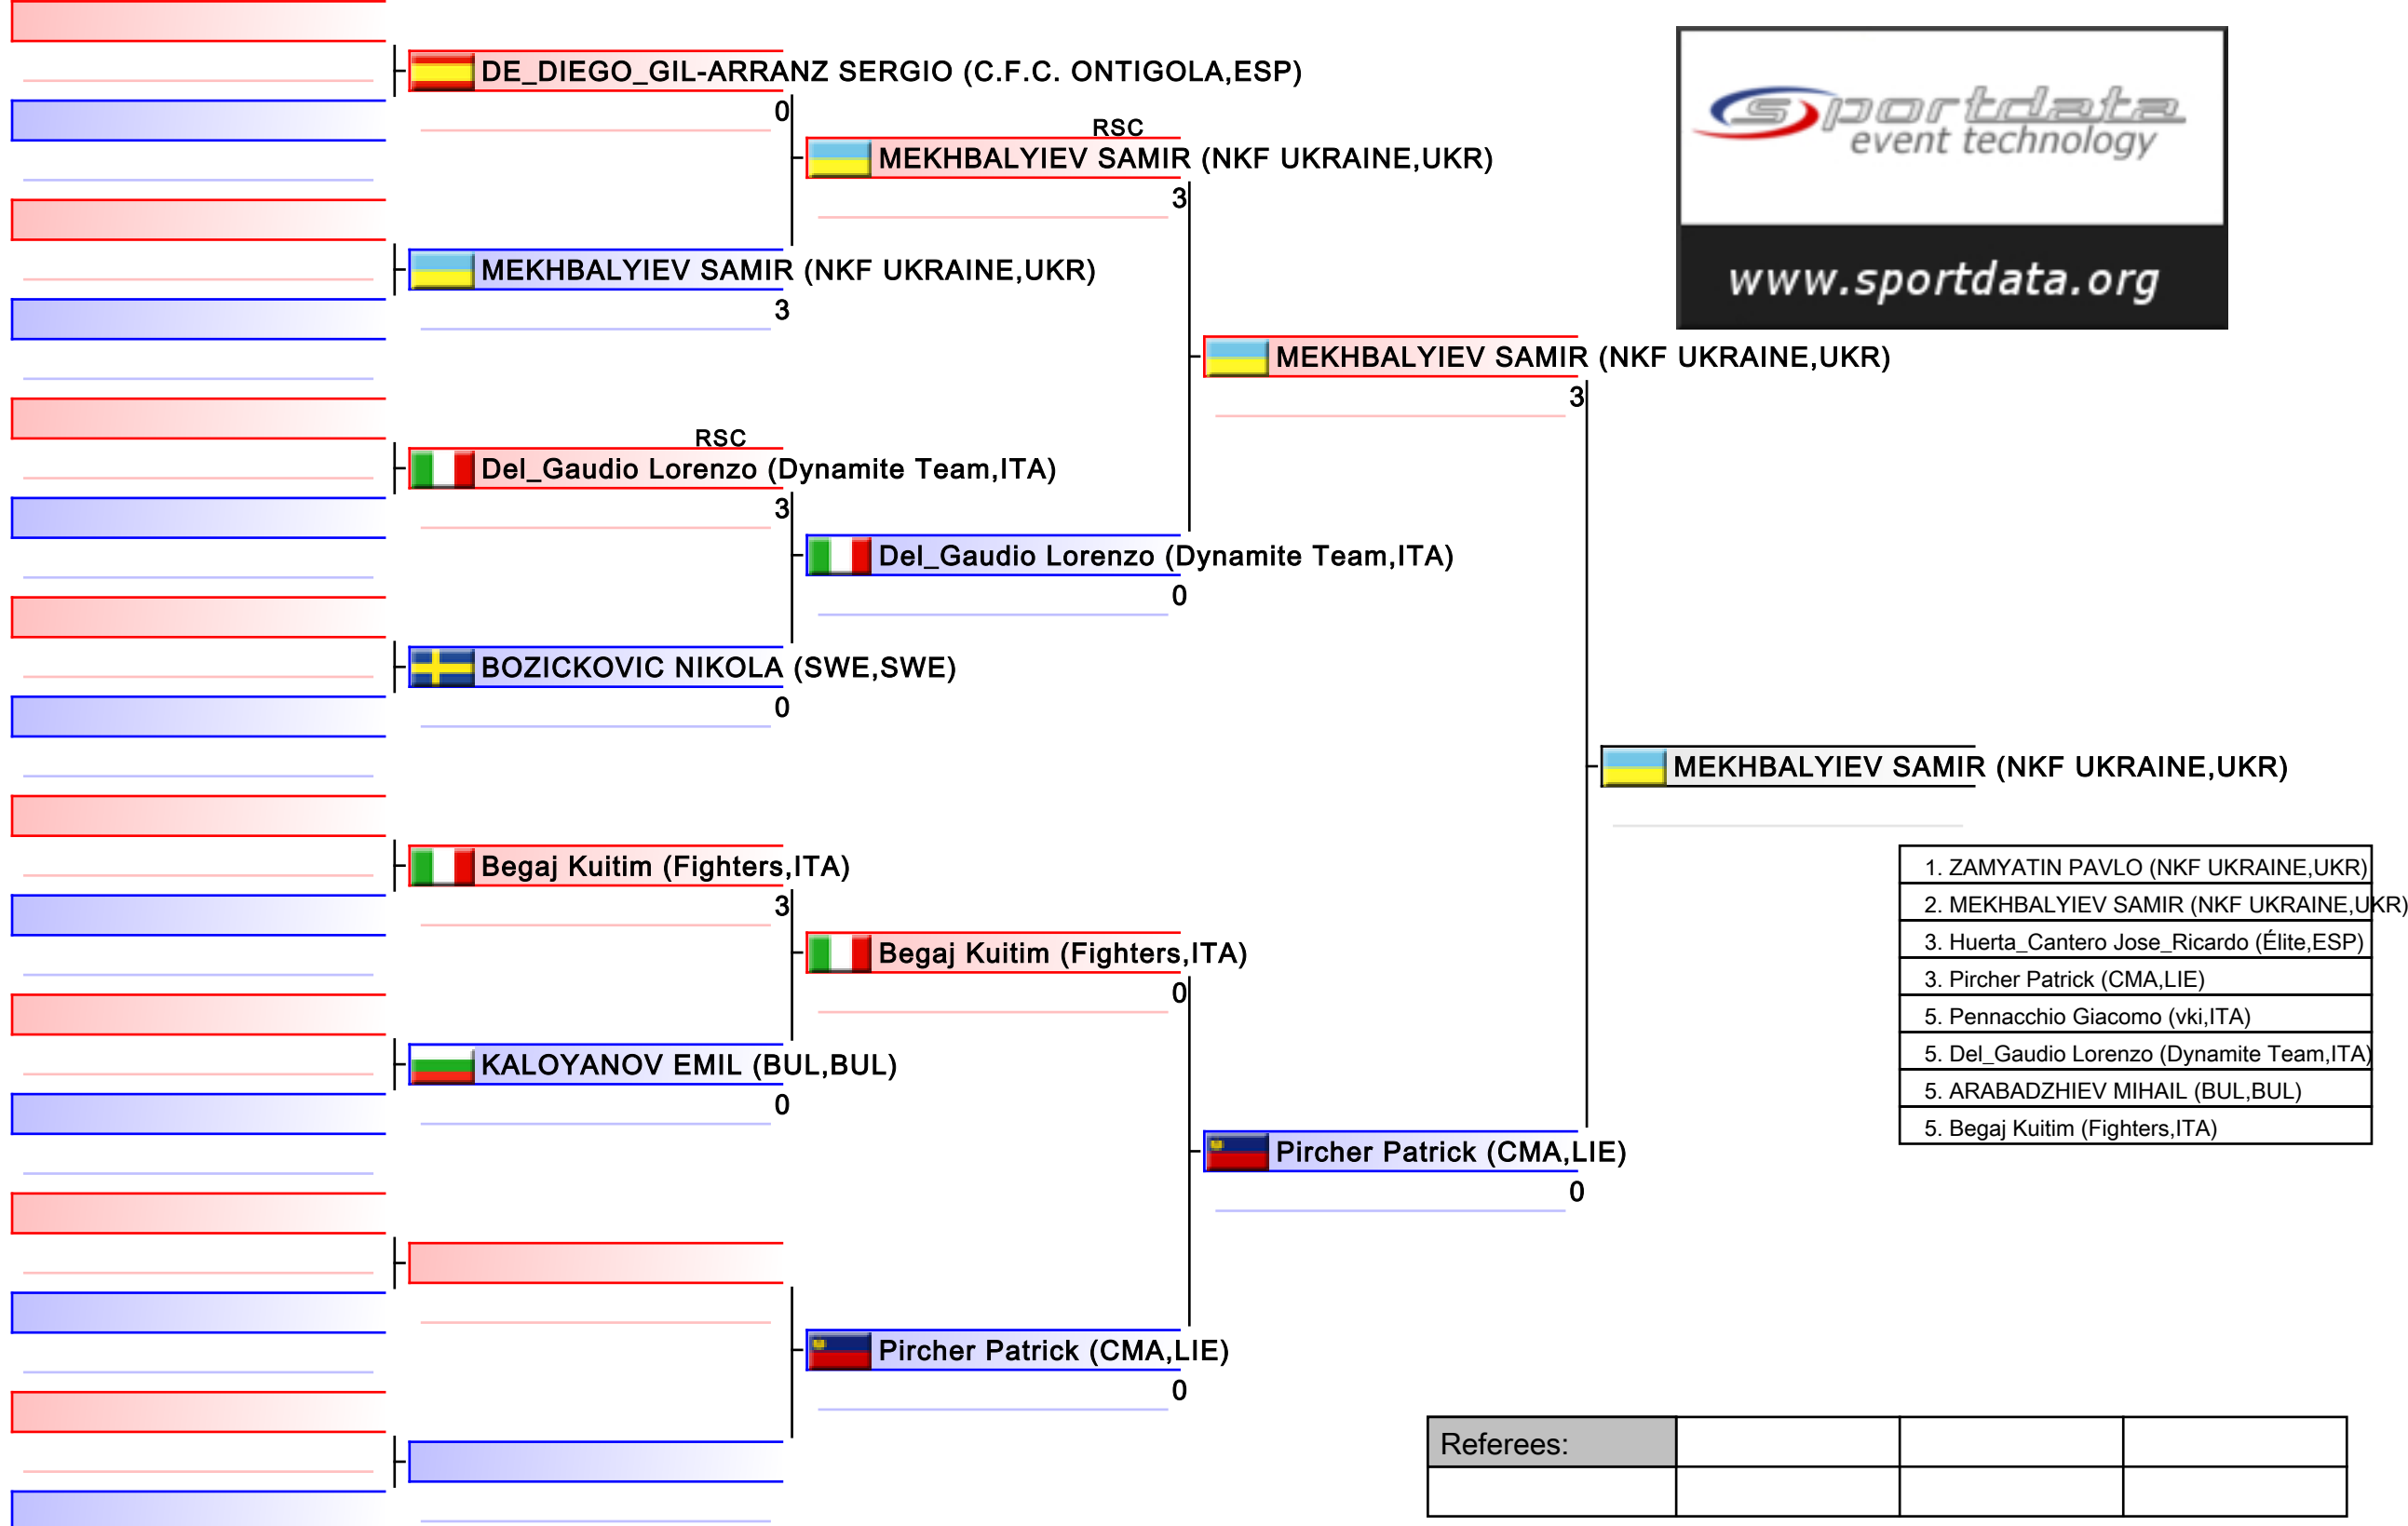 DE_DIEGO_GIL-ARRANZ SERGIO (C.F.C. ONTIGOLA,ESP)
0
MEKHBALYIEV SAMIR (NKF UKRAINE,UKR)
3
RSC
Del_Gaudio Lorenzo (Dynamite Team,ITA)
3
BOZICKOVIC NIKOLA (SWE,SWE)
0
Begaj Kuitim (Fighters,ITA)
3
KALOYANOV EMIL (BUL,BUL)
0
RSC
MEKHBALYIEV SAMIR (NKF UKRAINE,UKR)
3
Del_Gaudio Lorenzo (Dynamite Team,ITA)
0
Begaj Kuitim (Fighters,ITA)
0
Pircher Patrick (CMA,LIE)
0
MEKHBALYIEV SAMIR (NKF UKRAINE,UKR)
3
Pircher Patrick (CMA,LIE)
0
sportdata
event technology
www.sportdata.org
MEKHBALYIEV SAMIR (NKF UKRAINE,UKR)
1. ZAMYATIN PAVLO (NKF UKRAINE,UKR)
2. MEKHBALYIEV SAMIR (NKF UKRAINE,UKR)
3. Huerta_Cantero Jose_Ricardo (Élite,ESP)
3. Pircher Patrick (CMA,LIE)
5. Pennacchio Giacomo (vki,ITA)
5. Del_Gaudio Lorenzo (Dynamite Team,ITA)
5. ARABADZHIEV MIHAIL (BUL,BUL)
5. Begaj Kuitim (Fighters,ITA)
Referees: